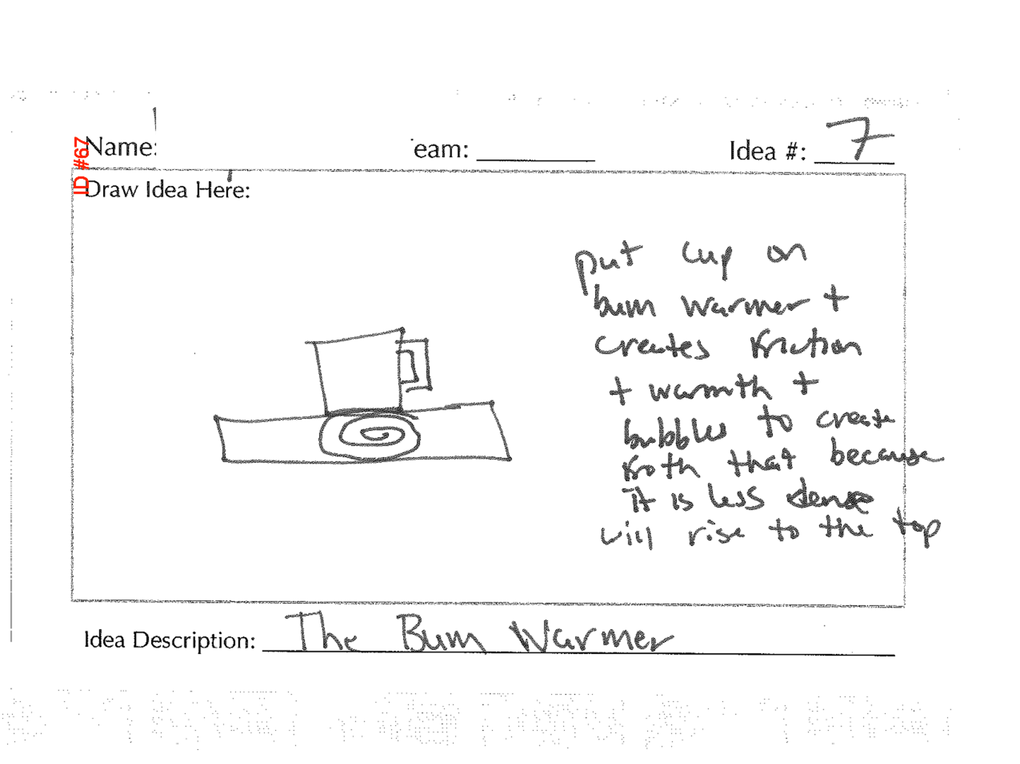 ID #67
Name:
eam:
Idea #: 7
Draw Idea Here:
put cup on
bum warmer +
creates friction
+ warmth +
bubbles to create
froth that because
it is less dense
will rise to the top
Idea Description: The Bum Warmer